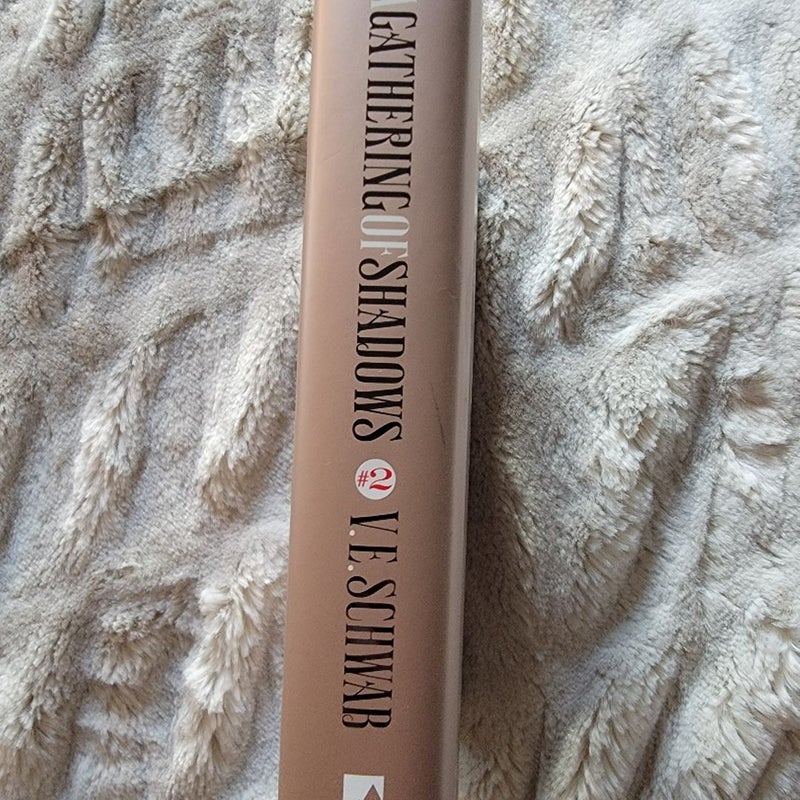 A GATHERING OF SHADOWS #2 V.E. SCHWAB